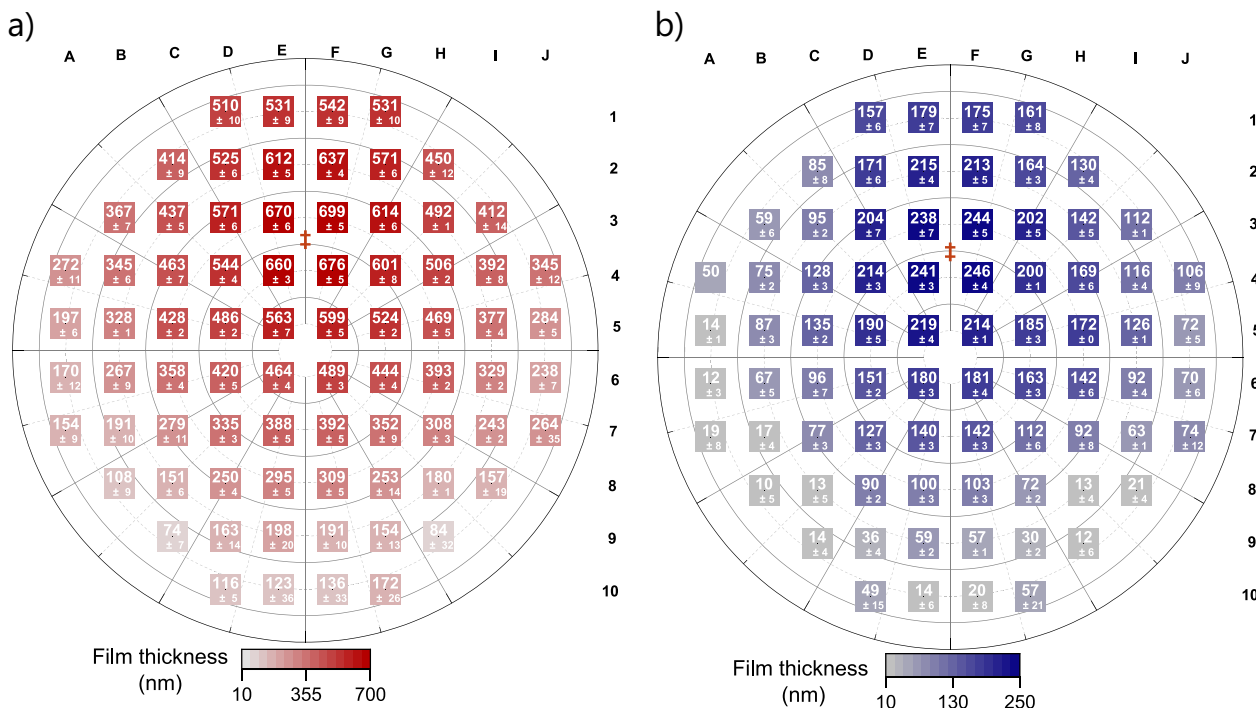 a)
A B C D E F G H I J
510 531 542 531 1
± 10 ± 9 ± 9 ± 10
414 525 612 637 571 450 2
± 9 ± 6 ± 5 ± 4 ± 6 ± 12
367 437 571 670 699 614 492 412 3
± 7 ± 5 ± 6 ± 6 ± 5 ± 6 ± 1 ± 14
‡
272 345 463 544 660 676 601 506 392 345 4
± 11 ± 6 ± 7 ± 4 ± 3 ± 5 ± 8 ± 2 ± 8 ± 12
197 328 428 486 563 599 524 469 377 284 5
± 6 ± 1 ± 2 ± 2 ± 7 ± 5 ± 2 ± 5 ± 4 ± 5
170 267 358 420 464 489 444 393 329 238 6
± 12 ± 9 ± 4 ± 5 ± 4 ± 3 ± 4 ± 2 ± 2 ± 7
154 191 279 335 388 392 352 308 243 264 7
± 9 ± 10 ± 11 ± 3 ± 5 ± 5 ± 9 ± 3 ± 2 ± 35
108 151 250 295 309 253 180 157 8
± 9 ± 6 ± 4 ± 5 ± 5 ± 14 ± 1 ± 19
74 163 198 191 154 84 9
± 7 ± 14 ± 20 ± 10 ± 13 ± 32
116 123 136 172 10
± 5 ± 36 ± 33 ± 26
Film thickness
(nm)
10 355 700
b)
A B C D E F G H I J
157 179 175 161 1
± 6 ± 7 ± 7 ± 8
85 171 215 213 164 130 2
± 8 ± 6 ± 4 ± 5 ± 3 ± 4
59 95 204 238 244 202 142 112 3
± 6 ± 2 ± 7 ± 7 ± 5 ± 5 ± 5 ± 1
‡
50 75 128 214 241 246 200 169 116 106 4
± 2 ± 3 ± 3 ± 3 ± 4 ± 1 ± 6 ± 4 ± 9
14 87 135 190 219 214 185 172 126 72 5
± 1 ± 3 ± 2 ± 5 ± 4 ± 1 ± 3 ± 0 ± 1 ± 5
12 67 96 151 180 181 163 142 92 70 6
± 3 ± 5 ± 7 ± 2 ± 3 ± 4 ± 3 ± 6 ± 4 ± 6
19 17 77 127 140 142 112 92 63 74 7
± 8 ± 4 ± 3 ± 3 ± 3 ± 3 ± 6 ± 8 ± 1 ± 12
10 13 90 100 103 72 13 21 8
± 5 ± 5 ± 2 ± 3 ± 3 ± 2 ± 4 ± 4
14 36 59 57 30 12 9
± 4 ± 4 ± 2 ± 1 ± 2 ± 6
49 14 20 57 10
± 15 ± 6 ± 8 ± 21
Film thickness
(nm)
10 130 250